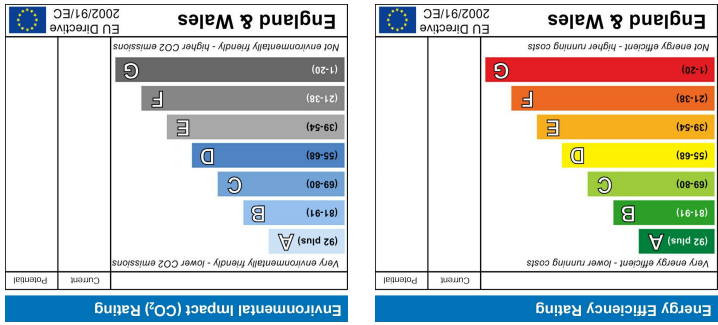 Energy Efficiency Rating
Current Potential
Very energy efficient - lower running costs
(92 plus) A
(81-91) B
(69-80) C
(55-68) D
(39-54) E
(21-38) F
(1-20) G
Not energy efficient - higher running costs
England & Wales
EU Directive
2002/91/EC
Environmental Impact (CO₂) Rating
Current Potential
Very environmentally friendly - lower CO2 emissions
(92 plus) A
(81-91) B
(69-80) C
(55-68) D
(39-54) E
(21-38) F
(1-20) G
Not environmentally friendly - higher CO2 emissions
England & Wales
EU Directive
2002/91/EC